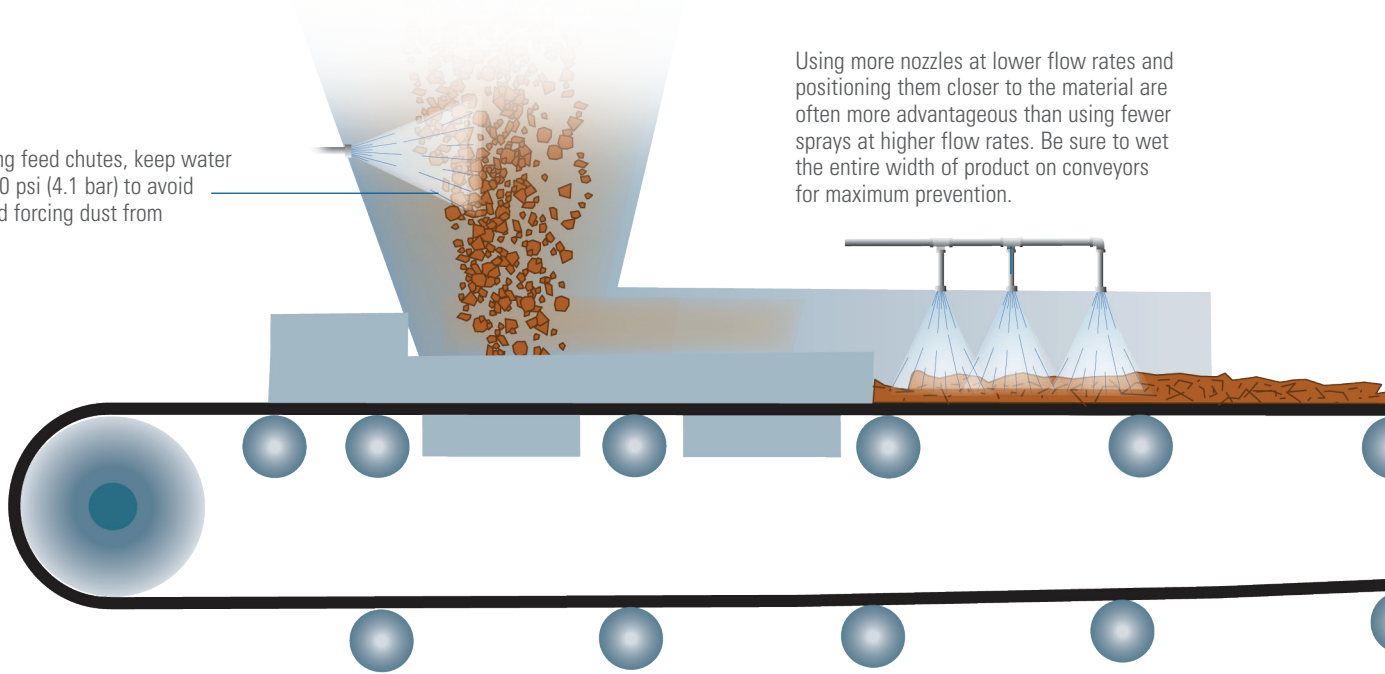 ng feed chutes, keep water
0 psi (4.1 bar) to avoid
d forcing dust from
Using more nozzles at lower flow rates and
positioning them closer to the material are
often more advantageous than using fewer
sprays at higher flow rates. Be sure to wet
the entire width of product on conveyors
for maximum prevention.